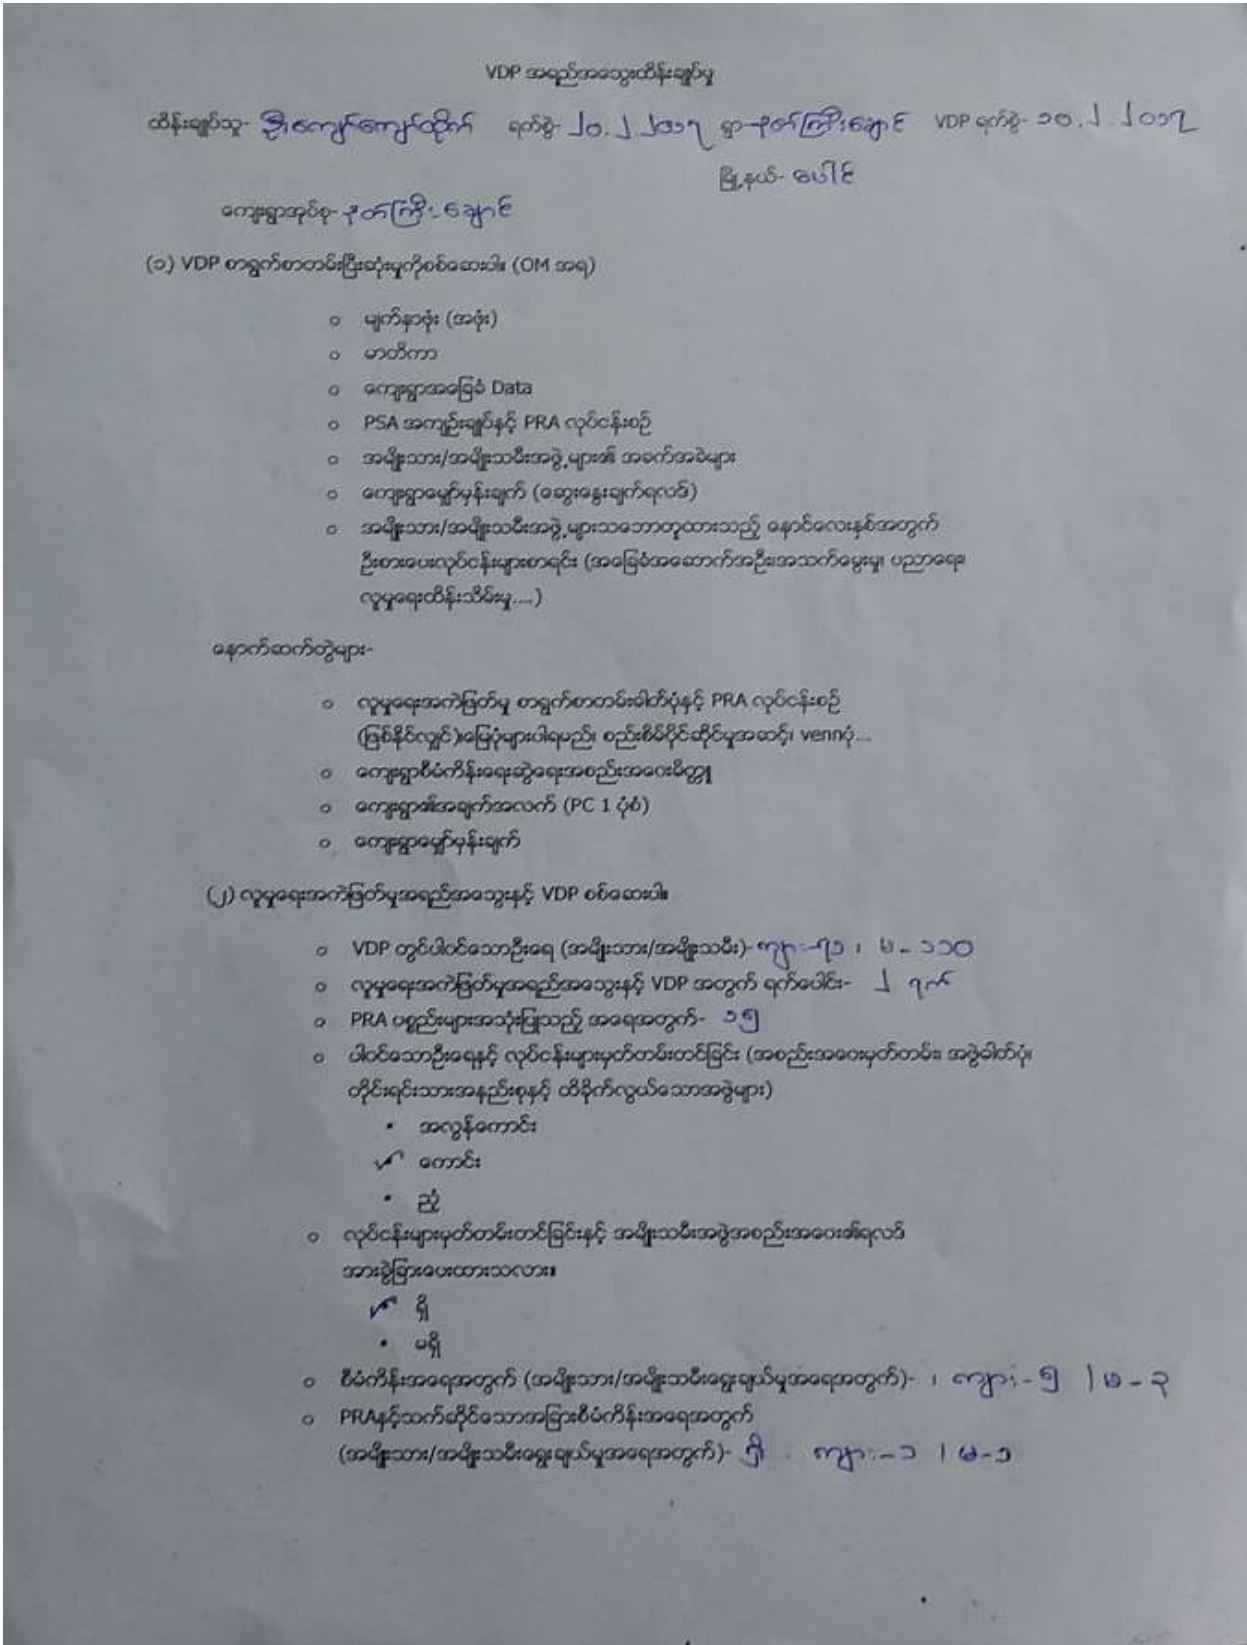 VDP အရည်အသွေးထိန်းချုပ်မှု
ထိန်းချုပ်သူ- ဦးကျော်ကျော်ထိုက် ရက်စွဲ- ၂၀.၂.၂၀၁၇ ရွာ-ဇုတ်ကြီးချောင် VDP ရက်စွဲ- ၁၀.၂.၂၀၁၇
မြို့နယ်- ပေါင်
ကျေးရွာအုပ်စု- ဇုတ်ကြီးချောင်
(၁) VDP စာရွက်စာတမ်းပြီးဆုံးမှုကိုစစ်ဆေးပါ။ (OM အရ)
o မျက်နှာဖုံး (အဖုံး)
o မာတိကာ
o ကျေးရွာအခြေခံ Data
o PSA အကျဉ်းချုပ်နှင့် PRA လုပ်ငန်းစဉ်
o အမျိုးသား/အမျိုးသမီးအဖွဲ့များ၏ အခက်အခဲများ
o ကျေးရွာမျှော်မှန်းချက် (ဆွေးနွေးချက်ရလဒ်)
o အမျိုးသား/အမျိုးသမီးအဖွဲ့များသဘောတူထားသည့် နောင်လေးနှစ်အတွက်
ဦးစားပေးလုပ်ငန်းများစာရင်း (အခြေခံအဆောက်အဦး၊အသက်မွေးမှု၊ ပညာရေး၊
လူမှုရေးထိန်းသိမ်းမှု....)
နောက်ဆက်တွဲများ-
o လူမှုရေးအကဲဖြတ်မှု စာရွက်စာတမ်းဓါတ်ပုံနှင့် PRA လုပ်ငန်းစဉ်
(ဖြစ်နိုင်လျှင်)၊မြေပုံများပါရမည်၊ စည်းစိမ်ပိုင်ဆိုင်မှုအဆင့်၊ vennပုံ...
o ကျေးရွာစီမံကိန်းရေးဆွဲရေးအစည်းအဝေးမိတ္တူ
o ကျေးရွာ၏အချက်အလက် (PC 1 ပုံစံ)
o ကျေးရွာမျှော်မှန်းချက်
(၂) လူမှုရေးအကဲဖြတ်မှုအရည်အသွေးနှင့် VDP စစ်ဆေးပါ။
o VDP တွင်ပါဝင်သောဦးရေ (အမျိုးသား/အမျိုးသမီး)- ကျား-၇၁ ၊ မ-၁၁၀
o လူမှုရေးအကဲဖြတ်မှုအရည်အသွေးနှင့် VDP အတွက် ရက်ပေါင်း- ၂ ရက်
o PRA ပစ္စည်းများအသုံးပြုသည့် အရေအတွက်- ၁၅
o ပါဝင်သောဦးရေနှင့် လုပ်ငန်းများမှတ်တမ်းတင်ခြင်း (အစည်းအဝေးမှတ်တမ်း၊ အဖွဲ့ဓါတ်ပုံ၊
တိုင်းရင်းသားအနည်းစုနှင့် ထိခိုက်လွယ်သောအဖွဲ့များ)
• အလွန်ကောင်း
✓ ကောင်း
• ညံ့
o လုပ်ငန်းများမှတ်တမ်းတင်ခြင်းနှင့် အမျိုးသမီးအဖွဲ့အစည်းအဝေး၏ရလဒ်
အားခွဲခြားပေးထားသလား။
✓ ရှိ
• မရှိ
o စီမံကိန်းအရေအတွက် (အမျိုးသား/အမျိုးသမီးရွေးချယ်မှုအရေအတွက်)- ၊ ကျား-၅ ၊ မ-၃
o PRAနှင့်သက်ဆိုင်သောအခြားစီမံကိန်းအရေအတွက်
(အမျိုးသား/အမျိုးသမီးရွေးချယ်မှုအရေအတွက်)- ရှိ . ကျား-၁ ၊ မ-၁